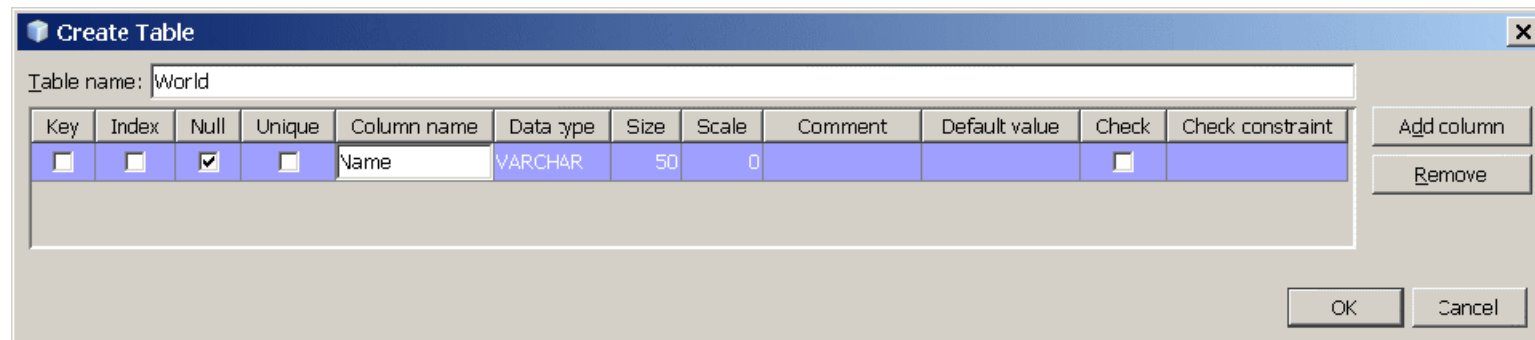 Create Table
Table name: World
Key Index Null Unique Column name Data type Size Scale Comment Default value Check Check constraint
Name VARCHAR 50 0
Add column
Remove
OK Cancel